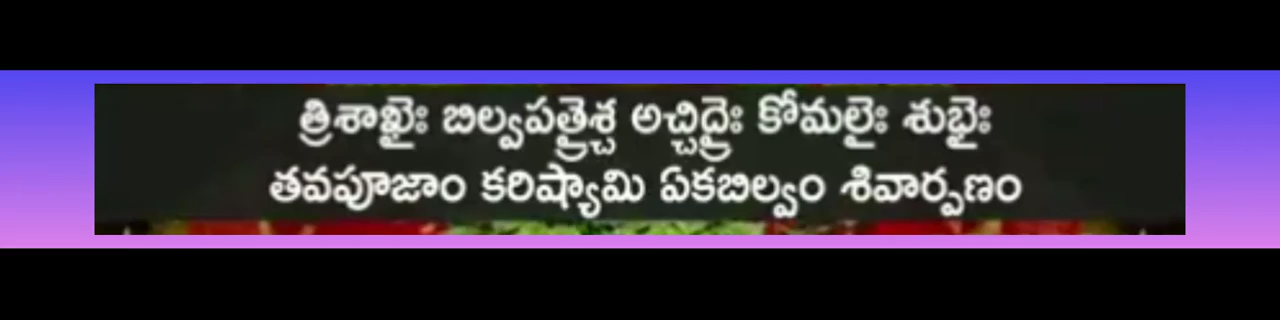 త్రిశాఖైః బిల్వపత్రైశ్చ అచ్చిద్రైః కోమలైః శుభైః
తవపూజాం కరిష్యామి ఏకబిల్వం శివార్పణం